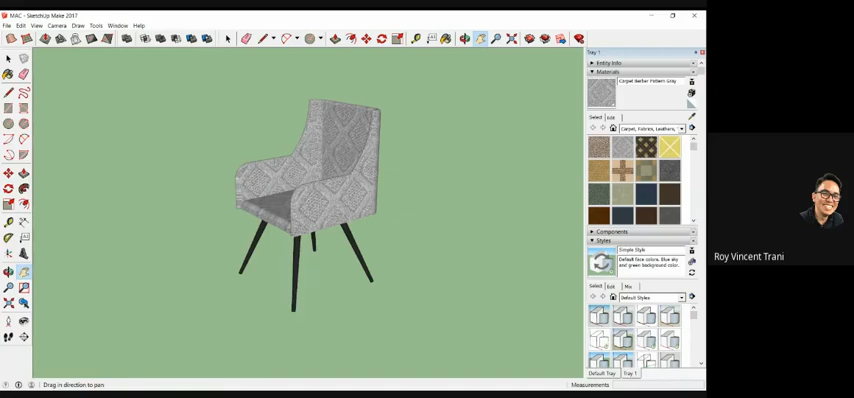 MAC - SketchUp Make 2017
File Edit View Camera Draw Tools Window Help
Tray 1
Entity Info
Materials
Carpet Berber Pattern Gray
Select Edit
Carpet, Fabrics, Leathers,
Components
Styles
Simple Style
Default face colors. Blue sky
and green background color.
Select Edit Mix
Default Styles
Default Tray Tray 1
Drag in direction to pan
Measurements
Roy Vincent Trani